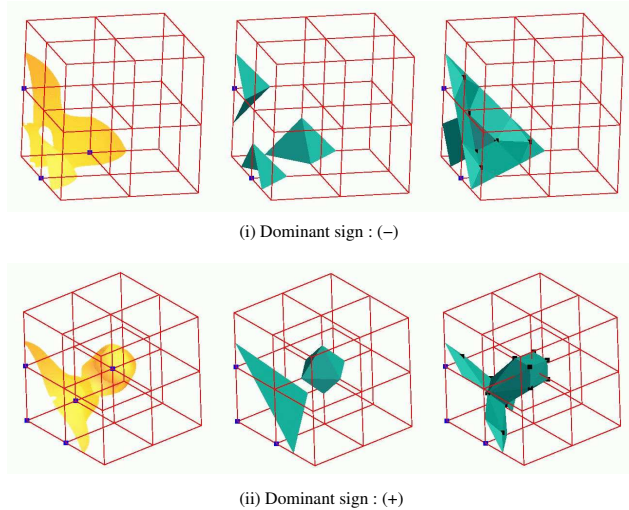 (i) Dominant sign : (−)
(ii) Dominant sign : (+)